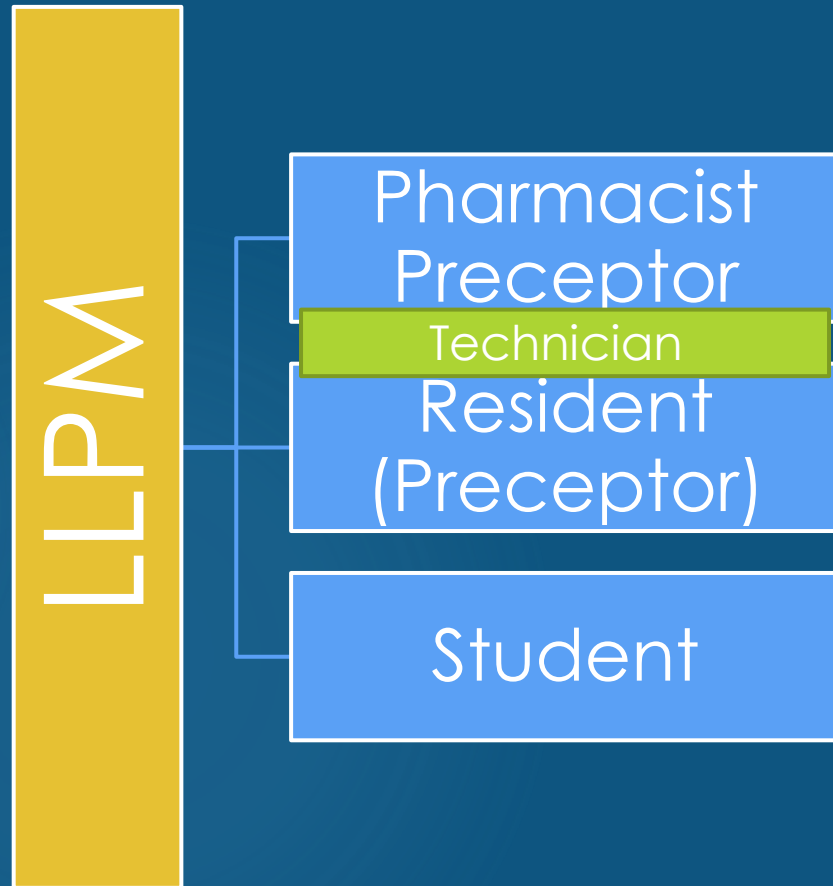 LLPM
Pharmacist
Preceptor
Technician
Resident
(Preceptor)
Student